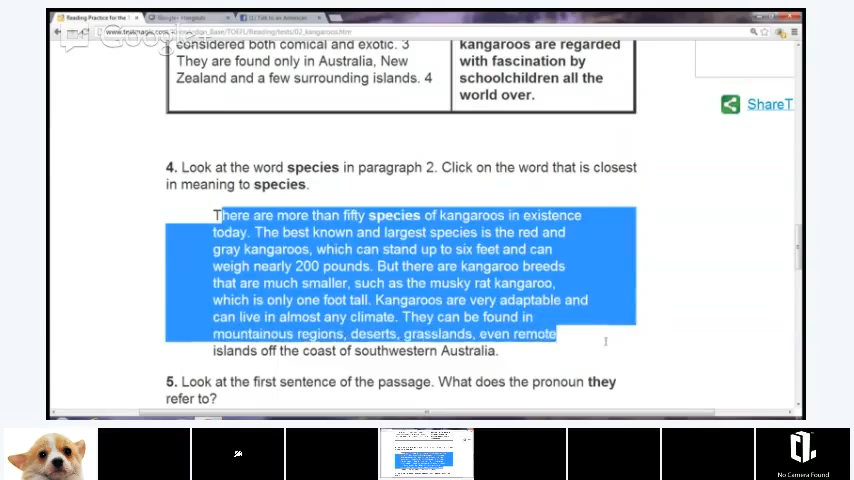 Reading Practice for the
Google+ Hangouts
Tab to an American
Google+
considered both comical and exotic. 3
They are found only in Australia, New
Zealand and a few surrounding islands. 4
kangaroos are regarded
with fascination by
schoolchildren all the
world over.
ShareT
4. Look at the word species in paragraph 2. Click on the word that is closest
in meaning to species.
There are more than fifty species of kangaroos in existence
today. The best known and largest species is the red and
gray kangaroos, which can stand up to six feet and can
weigh nearly 200 pounds. But there are kangaroo breeds
that are much smaller, such as the musky rat kangaroo,
which is only one foot tall. Kangaroos are very adaptable and
can live in almost any climate. They can be found in
mountainous regions, deserts, grasslands, even remote
islands off the coast of southwestern Australia.
5. Look at the first sentence of the passage. What does the pronoun they
refer to?
No Camera Found